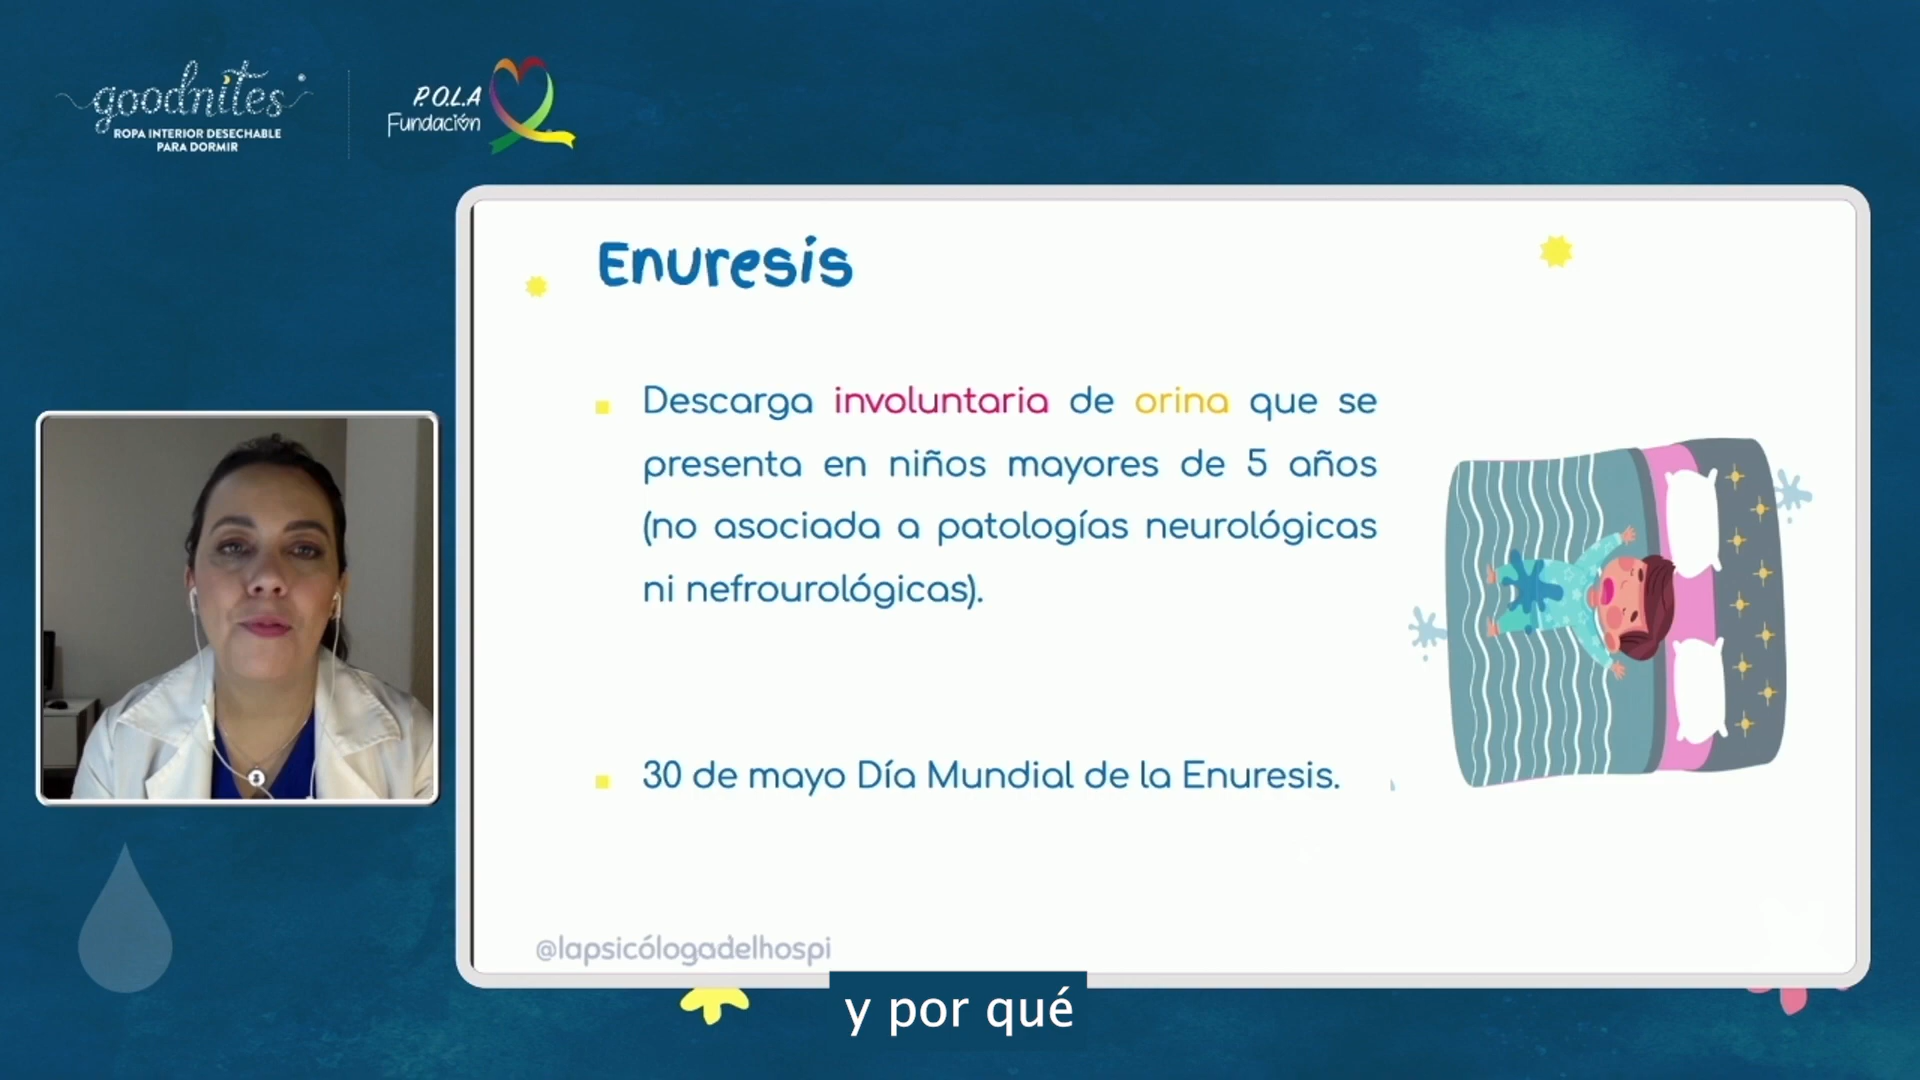 goodnites
ROPA INTERIOR DESECHABLE
PARA DORMIR
P.O.L.A
Fundación
Enuresis
Descarga involuntaria de orina que se
presenta en niños mayores de 5 años
(no asociada a patologías neurológicas
ni nefrourológicas).
30 de mayo Día Mundial de la Enuresis.
@lapsicólogadelhospi
y por qué